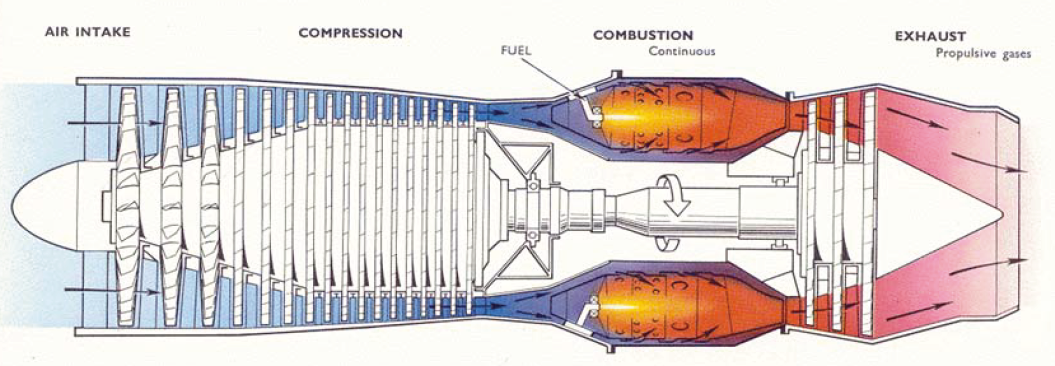 AIR INTAKE
COMPRESSION
COMBUSTION
EXHAUST
FUEL
Continuous
Propulsive gases